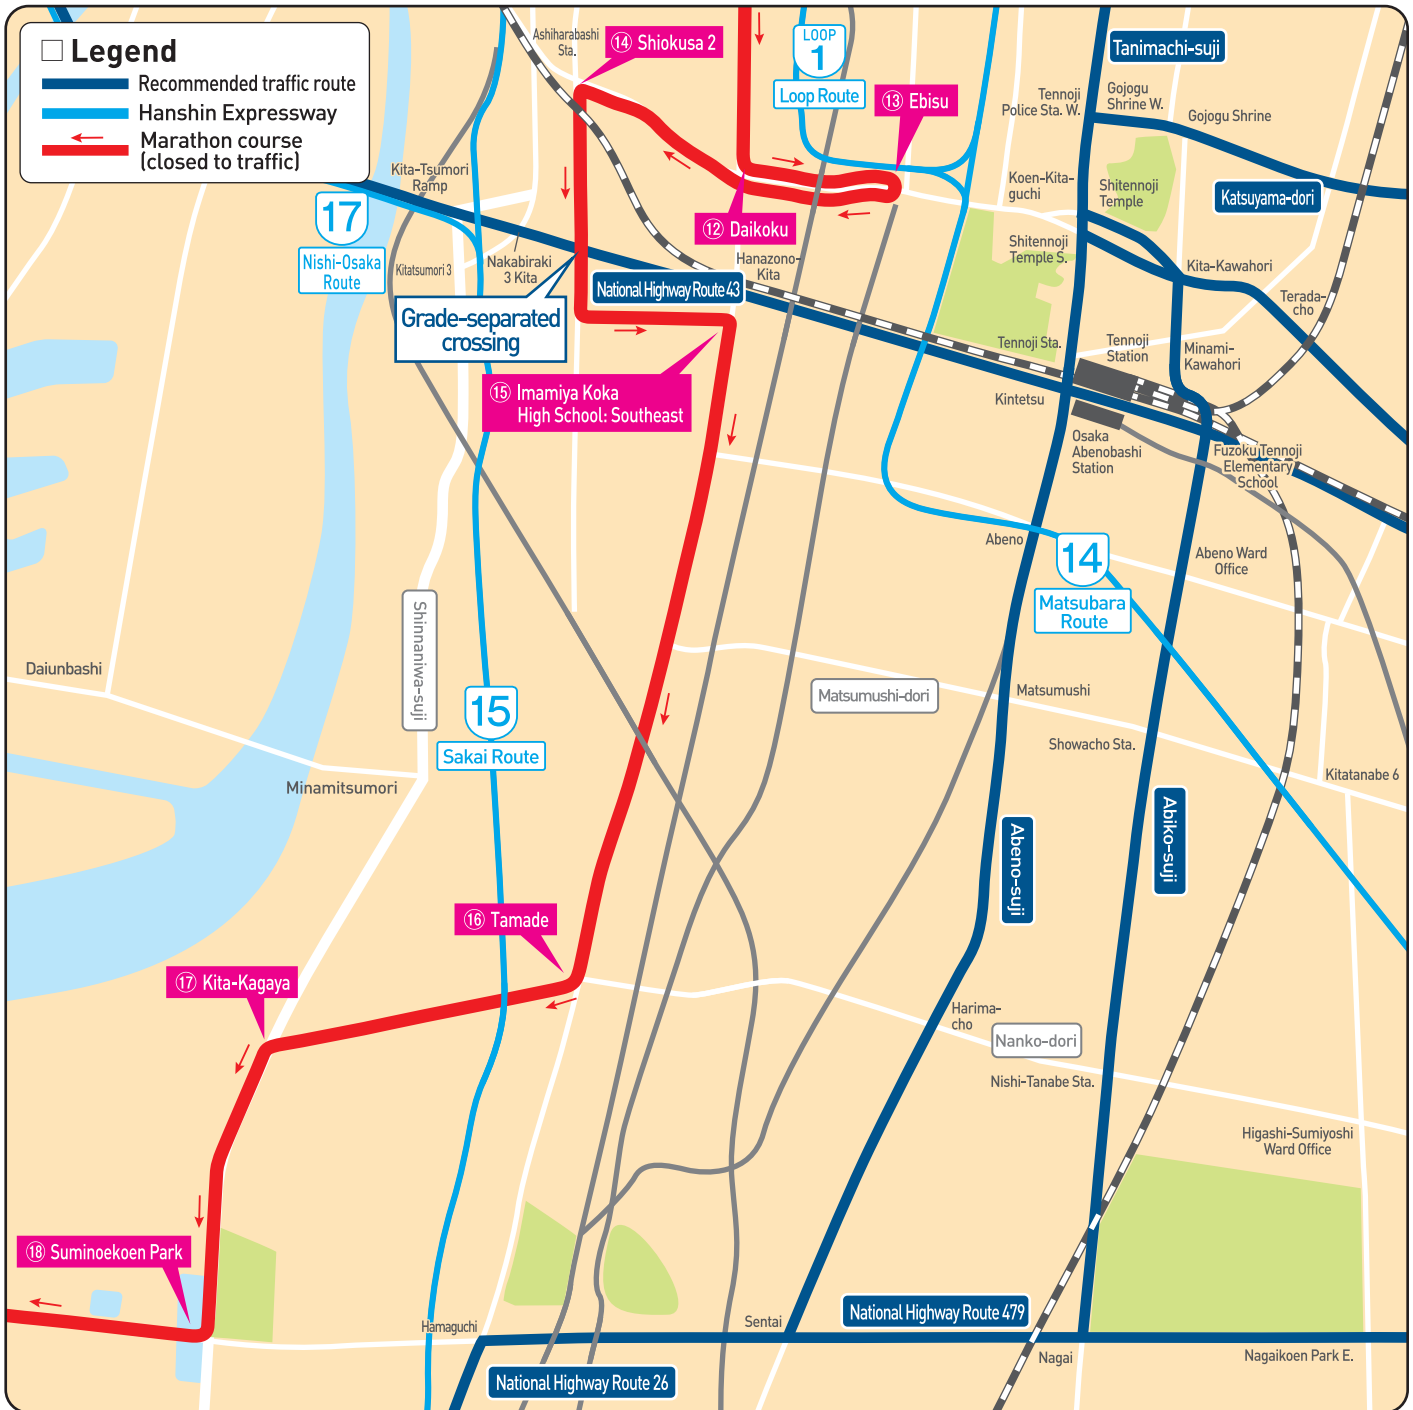 Legend
Recommended traffic route
Hanshin Expressway
Marathon course
(closed to traffic)
Ashiharabashi
Sta.
⑭ Shiokusa 2
LOOP
1
Loop Route
⑬ Ebisu
Tanimachi-suji
Tennoji
Police Sta. W.
Gojogu
Shrine W.
Gojogu Shrine
Kita-Tsumori
Ramp
17
Nishi-Osaka
Route
Kitatsumori 3
Nakabiraki
3 Kita
⑫ Daikoku
Hanazono-
Kita
Koen-Kita-
guchi
Shitennoji
Temple
Katsuyama-dori
Shitennoji
Temple S.
Kita-Kawahori
Terada-
cho
National Highway Route 43
Grade-separated
crossing
Tennoji Sta.
Tennoji
Station
Minami-
Kawahori
⑮ Imamiya Koka
High School: Southeast
Kintetsu
Osaka
Abenobashi
Station
Fuzoku Tennoji
Elementary
School
Abeno
14
Matsubara
Route
Abeno Ward
Office
Shinnaniwa-suji
Daiunbashi
15
Sakai Route
Matsumushi-dori
Matsumushi
Showacho Sta.
Kitatanabe 6
Minamitsumori
Abeno-suji
Abiko-suji
⑯ Tamade
⑰ Kita-Kagaya
Harima-
cho
Nanko-dori
Nishi-Tanabe Sta.
Higashi-Sumiyoshi
Ward Office
⑱ Suminoekoen Park
Hamaguchi
Sentai
National Highway Route 479
Nagai
Nagaikoen Park E.
National Highway Route 26